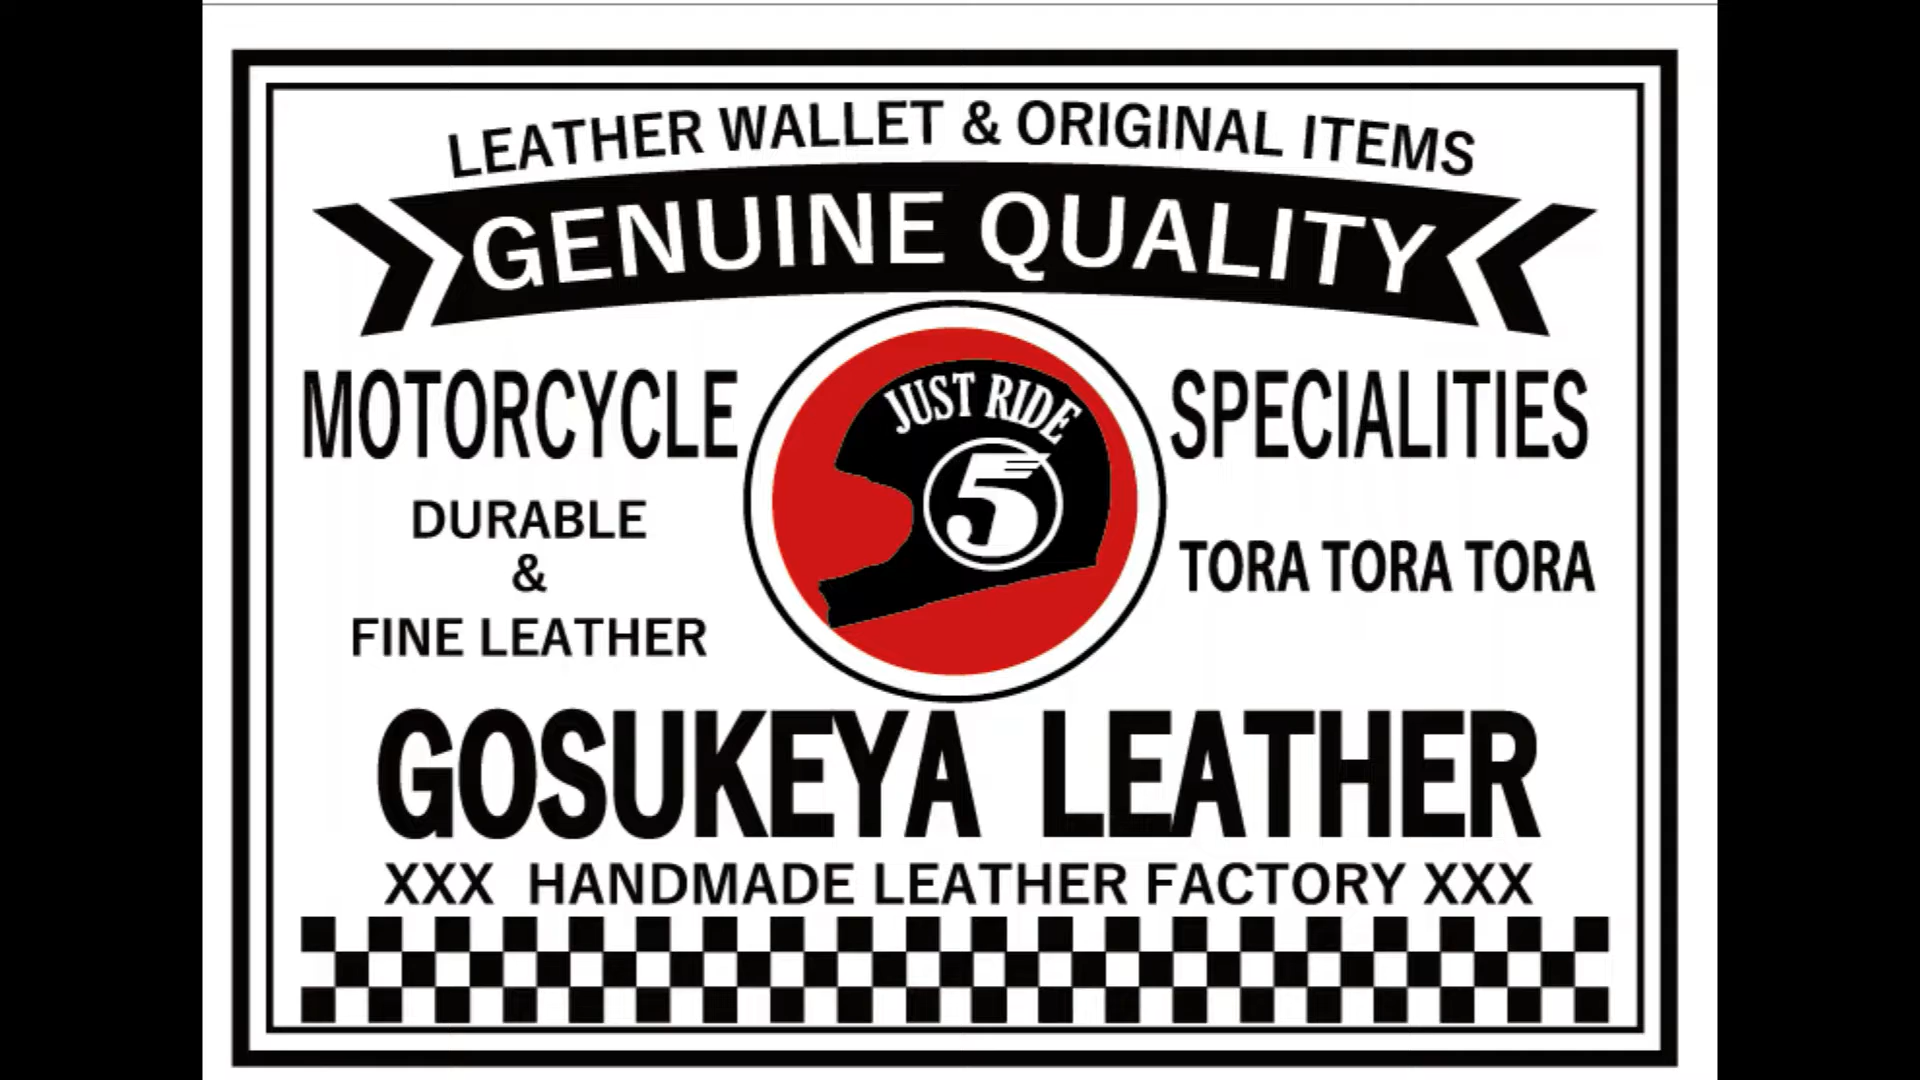 LEATHER WALLET & ORIGINAL ITEMS
GENUINE QUALITY
MOTORCYCLE
SPECIALITIES
JUST RIDE
5
DURABLE
&
FINE LEATHER
TORA TORA TORA
GOSUKEYA LEATHER
XXX HANDMADE LEATHER FACTORY XXX